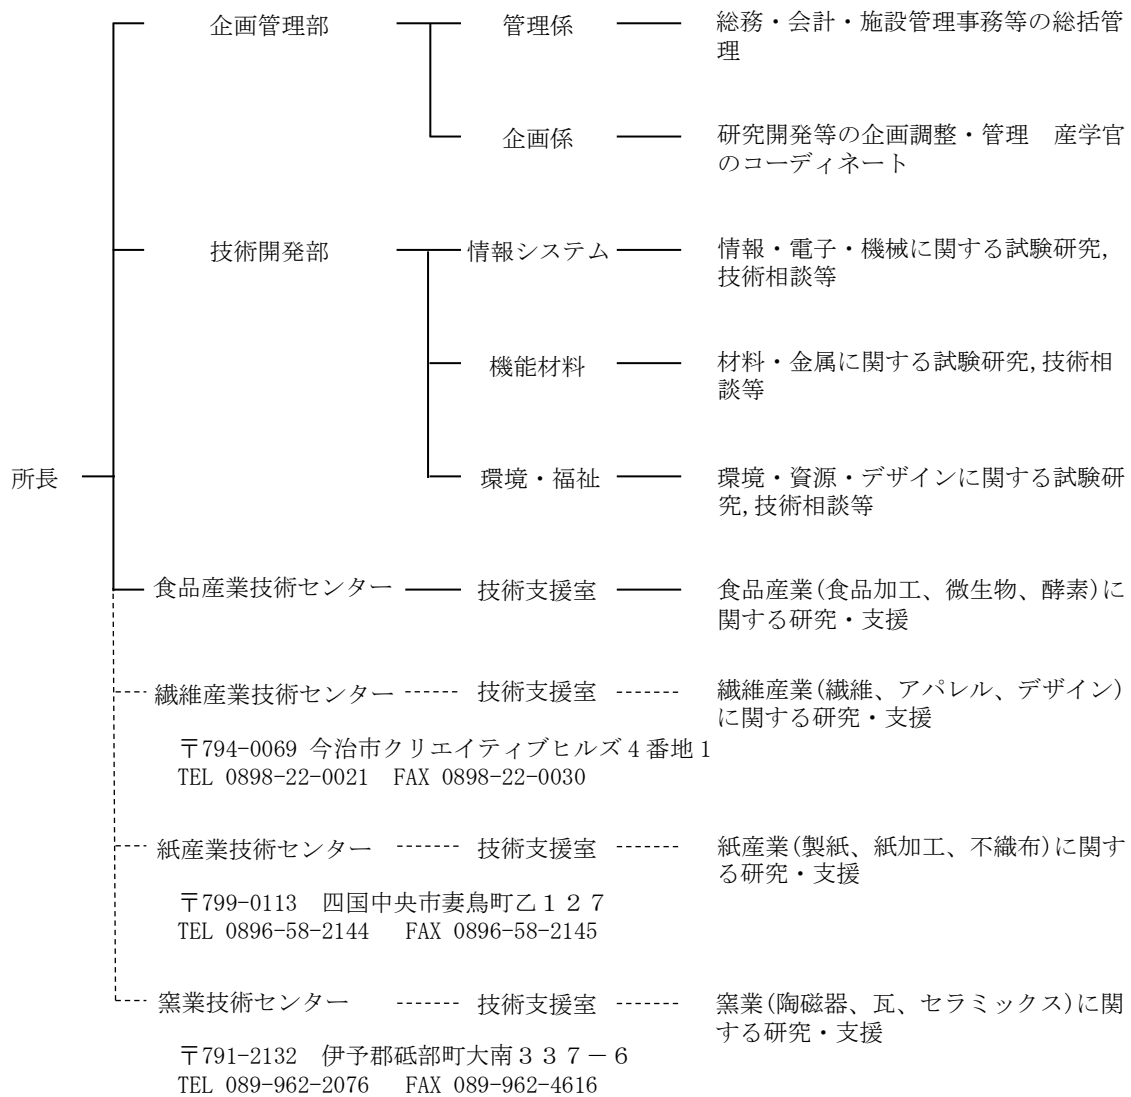 企画管理部 管理係 総務・会計・施設管理事務等の総括管
理
企画係 研究開発等の企画調整・管理　産学官
のコーディネート
技術開発部 情報システム 情報・電子・機械に関する試験研究,
技術相談等
機能材料 材料・金属に関する試験研究,技術相
談等
所長 環境・福祉 環境・資源・デザインに関する試験研
究,技術相談等
食品産業技術センター 技術支援室 食品産業(食品加工、微生物、酵素)に
関する研究・支援
繊維産業技術センター 技術支援室 繊維産業(繊維、アパレル、デザイン)
に関する研究・支援
〒794-0069 今治市クリエイティブヒルズ４番地１
TEL 0898-22-0021　FAX 0898-22-0030
紙産業技術センター 技術支援室 紙産業(製紙、紙加工、不織布)に関す
る研究・支援
〒799-0113　四国中央市妻鳥町乙１２７
TEL 0896-58-2144　FAX 0896-58-2145
窯業技術センター 技術支援室 窯業(陶磁器、瓦、セラミックス)に関
する研究・支援
〒791-2132　伊予郡砥部町大南３３７－６
TEL 089-962-2076　FAX 089-962-4616